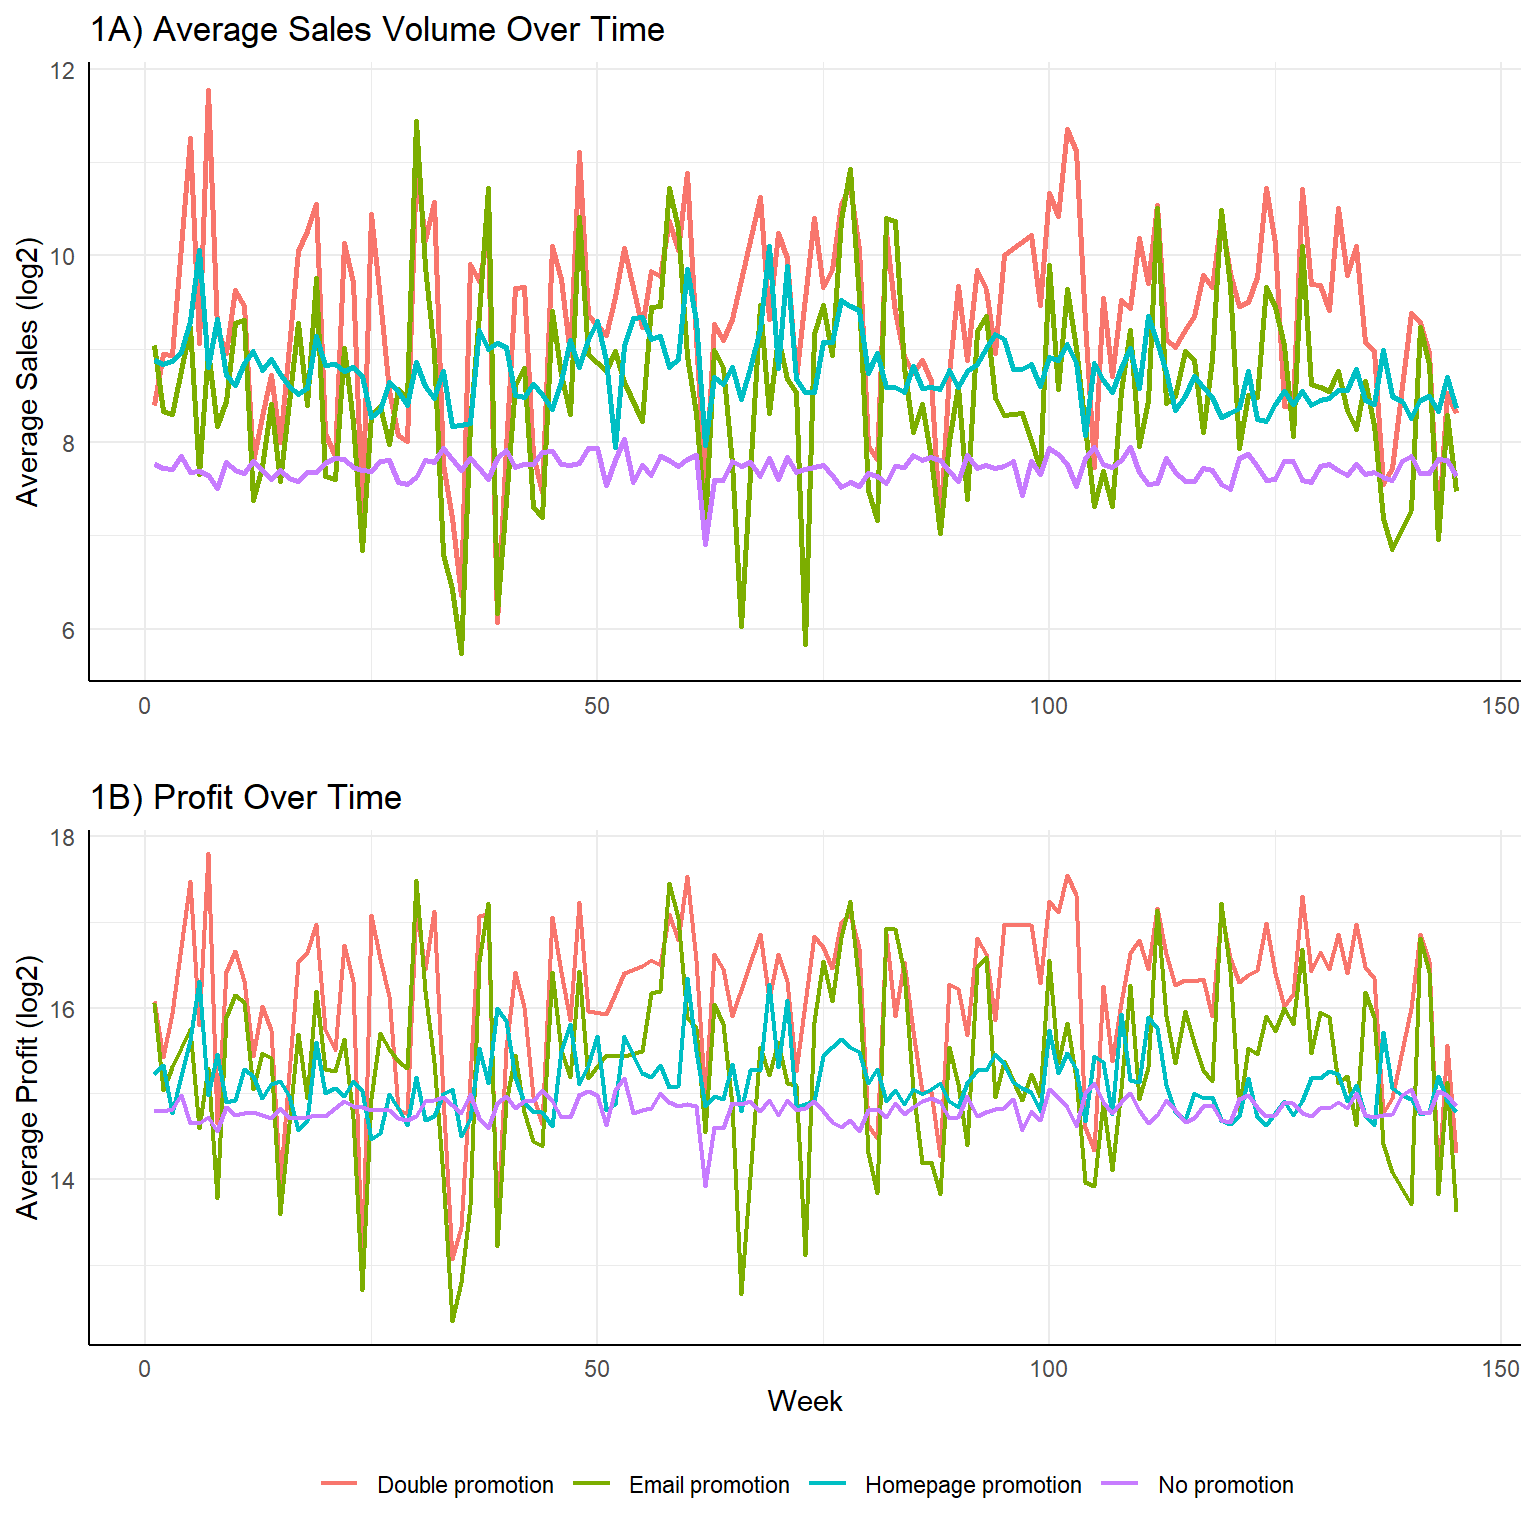 1A) Average Sales Volume Over Time
12
10
8
6
Average Sales (log2)
0 50 100 150
1B) Profit Over Time
18
16
14
Average Profit (log2)
0 50 100 150
Week
Double promotion Email promotion Homepage promotion No promotion